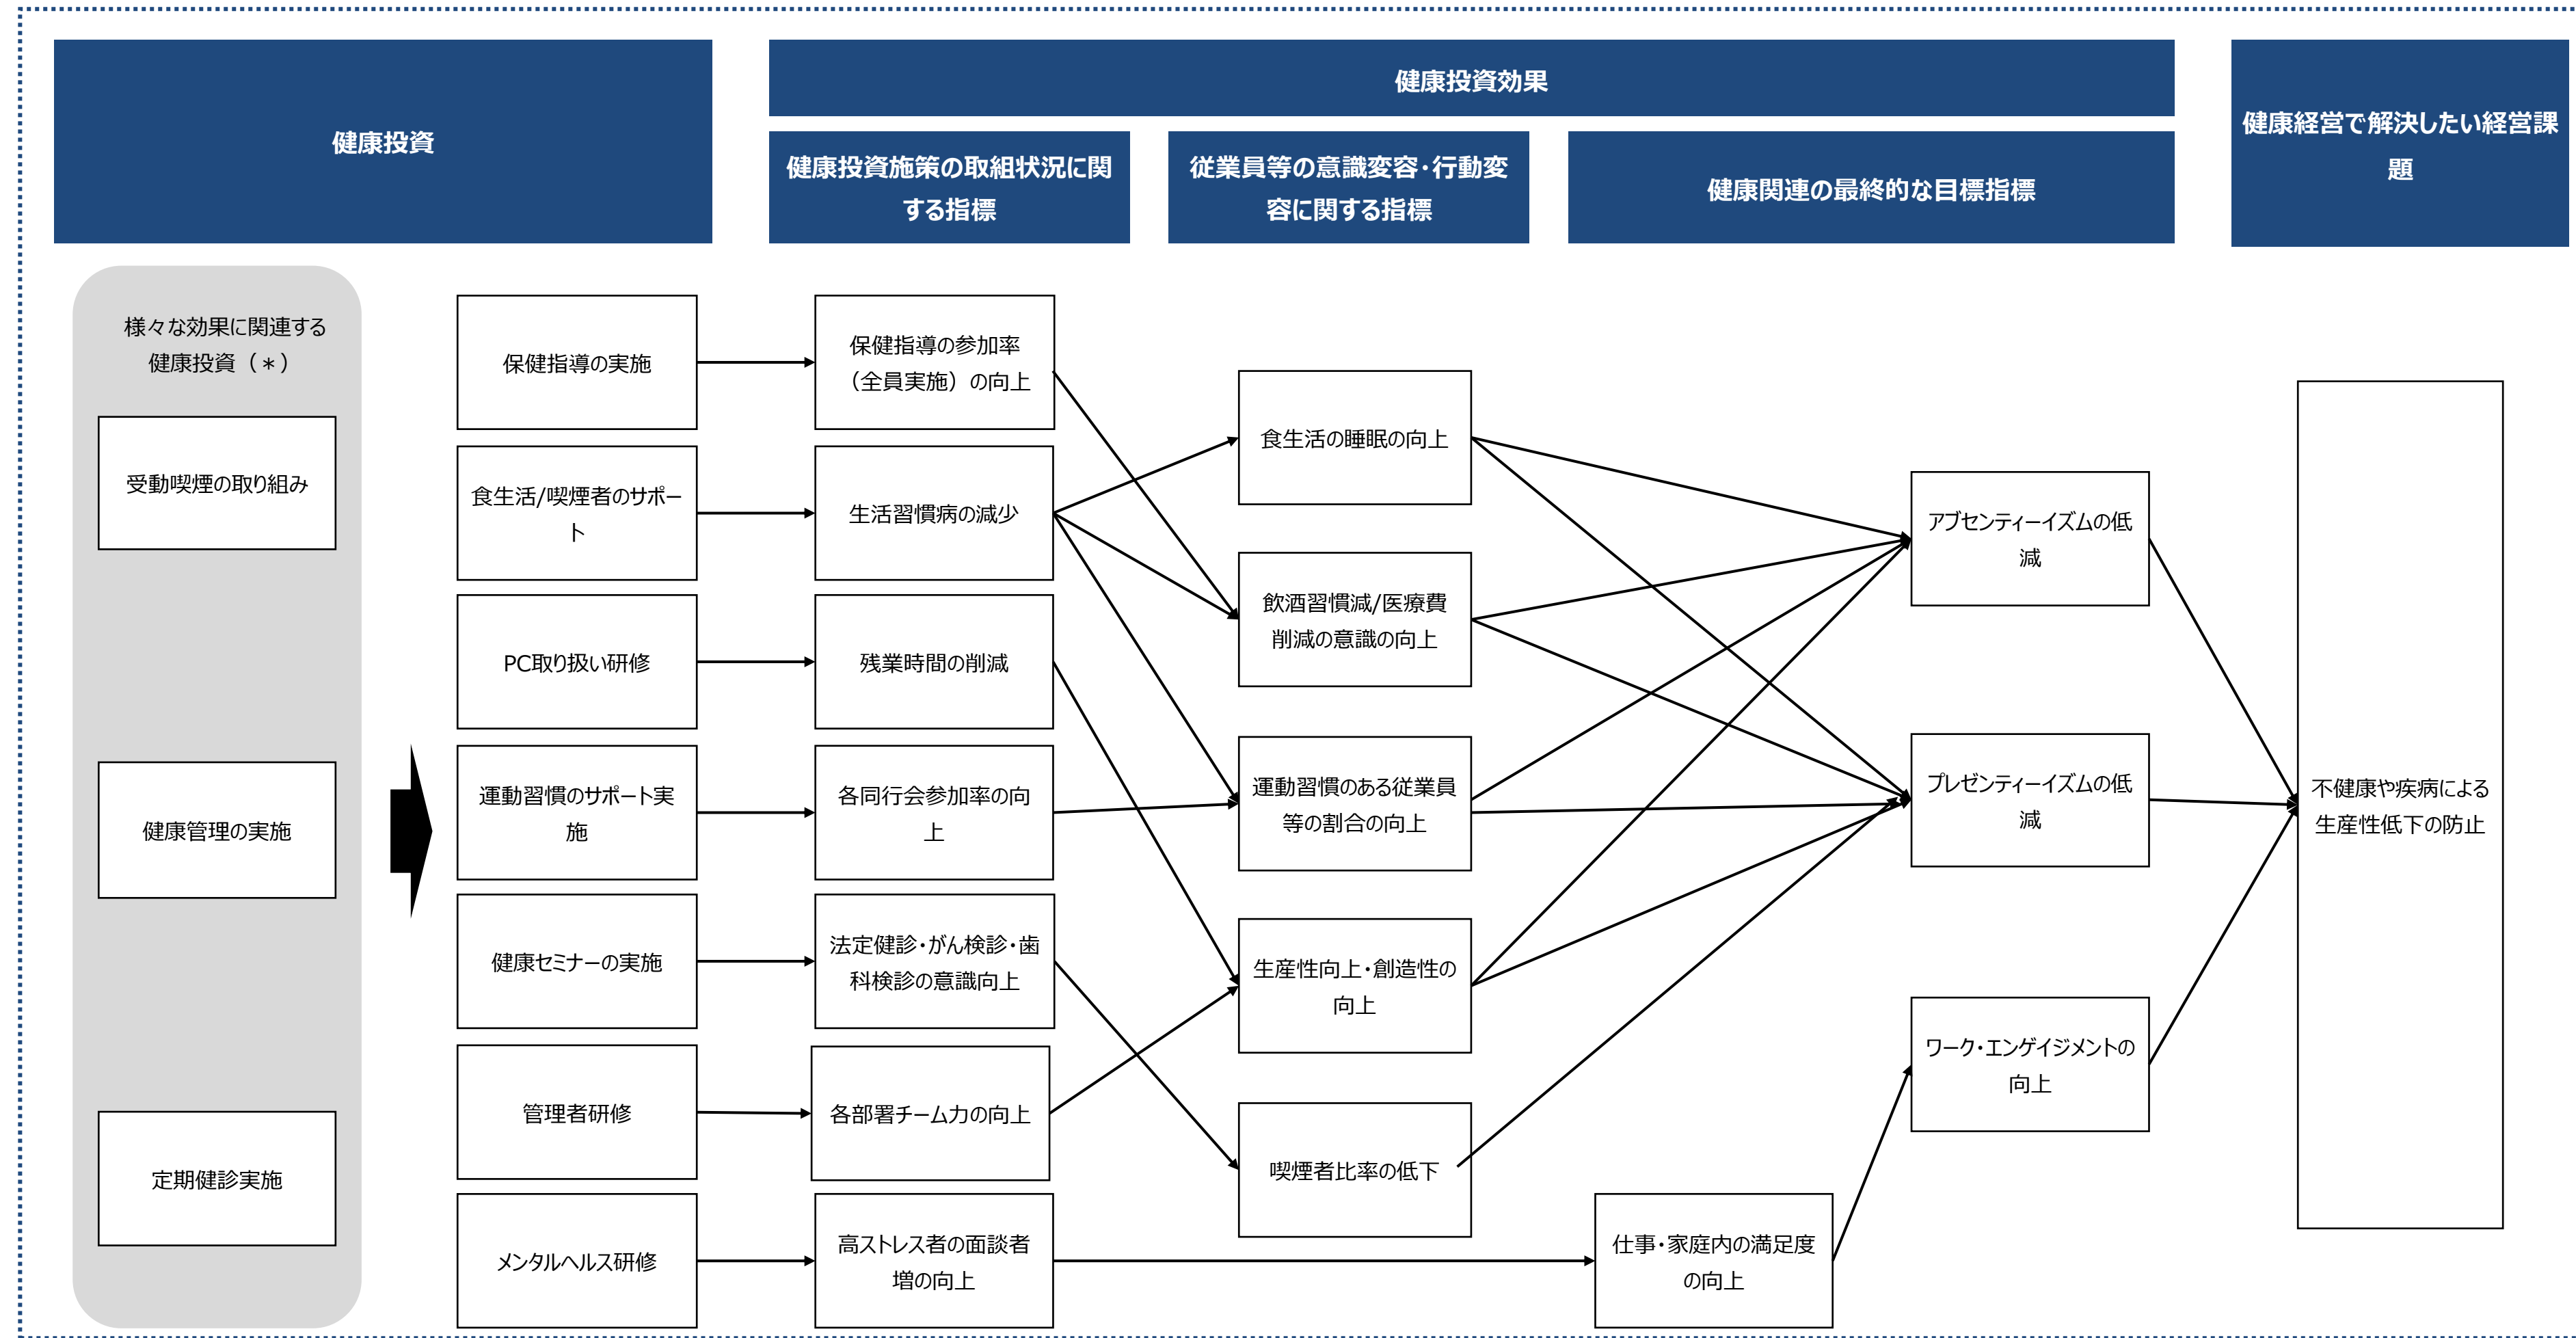 健康投資
健康投資効果
健康投資施策の取組状況に関
する指標
従業員等の意識変容・行動変
容に関する指標
健康関連の最終的な目標指標
健康経営で解決したい経営課
題
様々な効果に関連する
健康投資（＊）
受動喫煙の取り組み
健康管理の実施
定期健診実施
保健指導の実施
食生活/喫煙者のサポー
ト
PC取り扱い研修
運動習慣のサポート実
施
健康セミナーの実施
管理者研修
メンタルヘルス研修
保健指導の参加率
（全員実施）の向上
生活習慣病の減少
残業時間の削減
各同行会参加率の向
上
法定健診・がん検診・歯
科検診の意識向上
各部署チーム力の向上
高ストレス者の面談者
増の向上
食生活の睡眠の向上
飲酒習慣減/医療費
削減の意識の向上
運動習慣のある従業員
等の割合の向上
生産性向上・創造性の
向上
喫煙者比率の低下
仕事・家庭内の満足度
の向上
アブセンティーイズムの低
減
プレゼンティーイズムの低
減
ワーク・エンゲイジメントの
向上
不健康や疾病による
生産性低下の防止